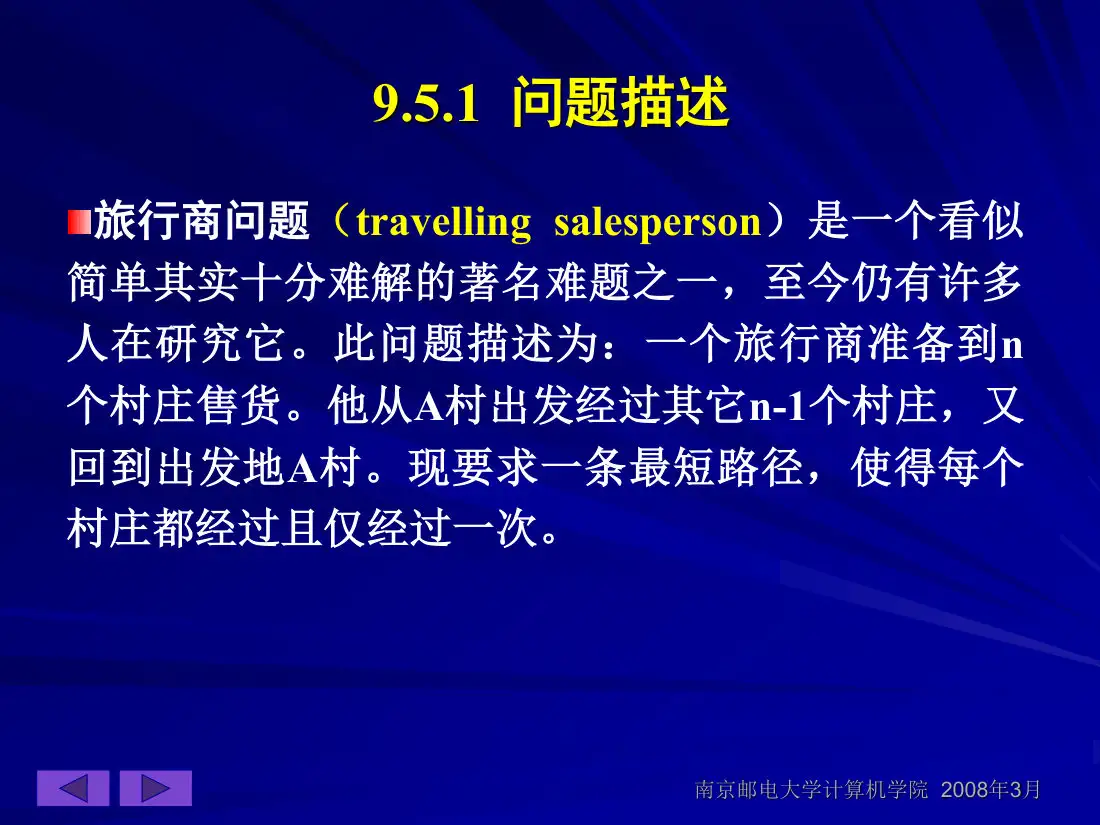 9.5.1 问题描述
旅行商问题（travelling salesperson）是一个看似
简单其实十分难解的著名难题之一，至今仍有许多
人在研究它。此问题描述为：一个旅行商准备到n
个村庄售货。他从A村出发经过其它n-1个村庄，又
回到出发地A村。现要求一条最短路径，使得每个
村庄都经过且仅经过一次。
南京邮电大学计算机学院 2008年3月